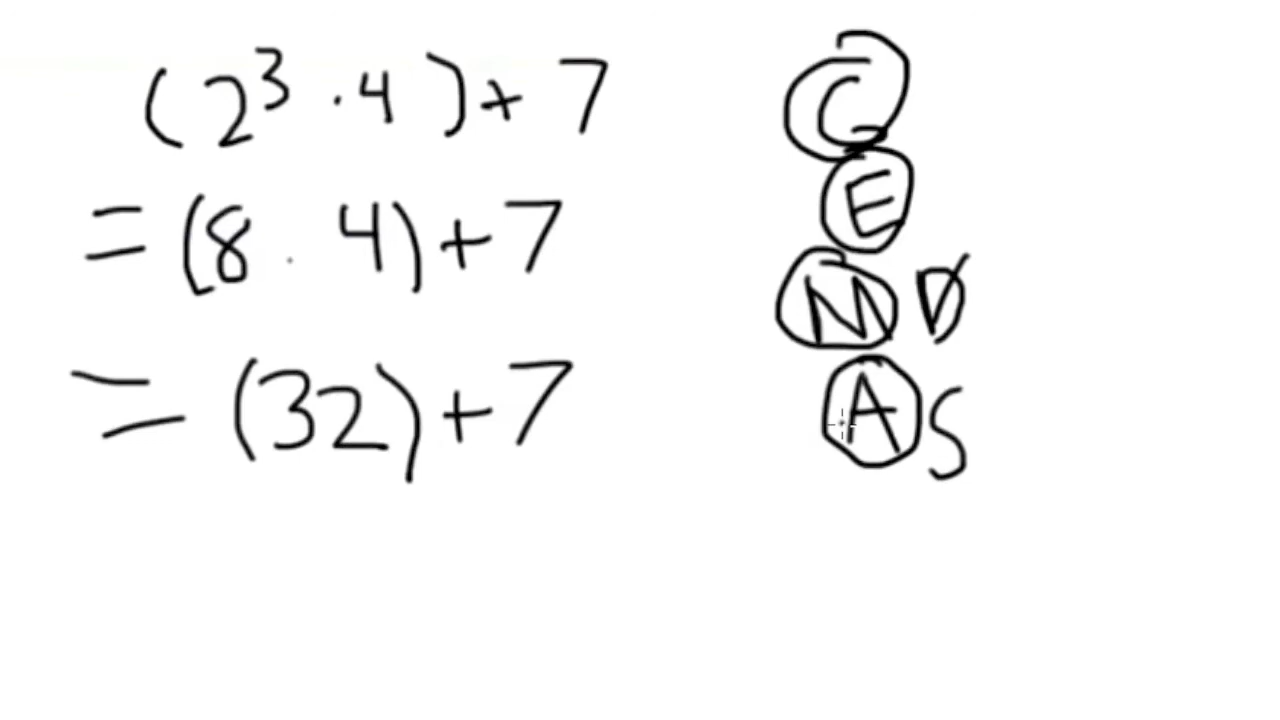 (2³ · 4) + 7
= (8 · 4) + 7
= (32) + 7
C
E
M D
A S